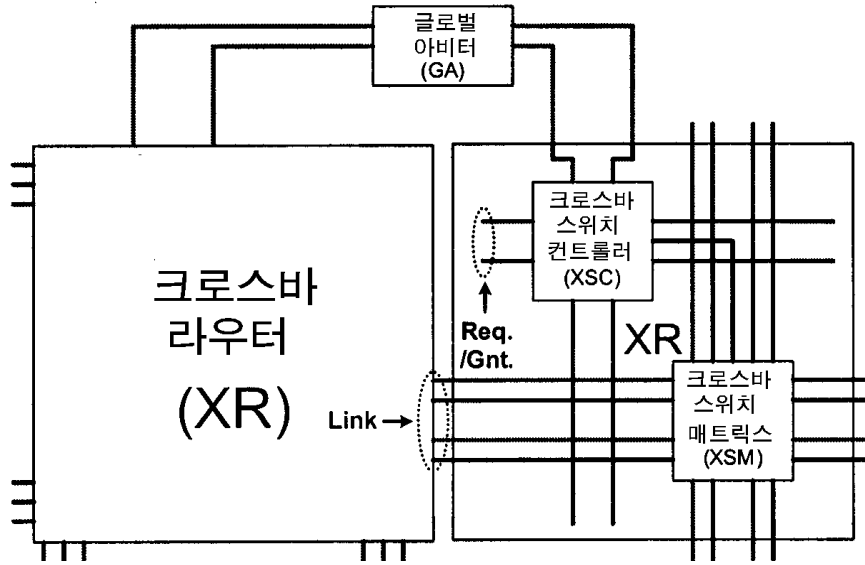 글로벌
아비터
(GA)
크로스바
스위치
컨트롤러
(XSC)
크로스바
라우터
(XR)
Req.
/Gnt.
XR
Link
크로스바
스위치
매트릭스
(XSM)